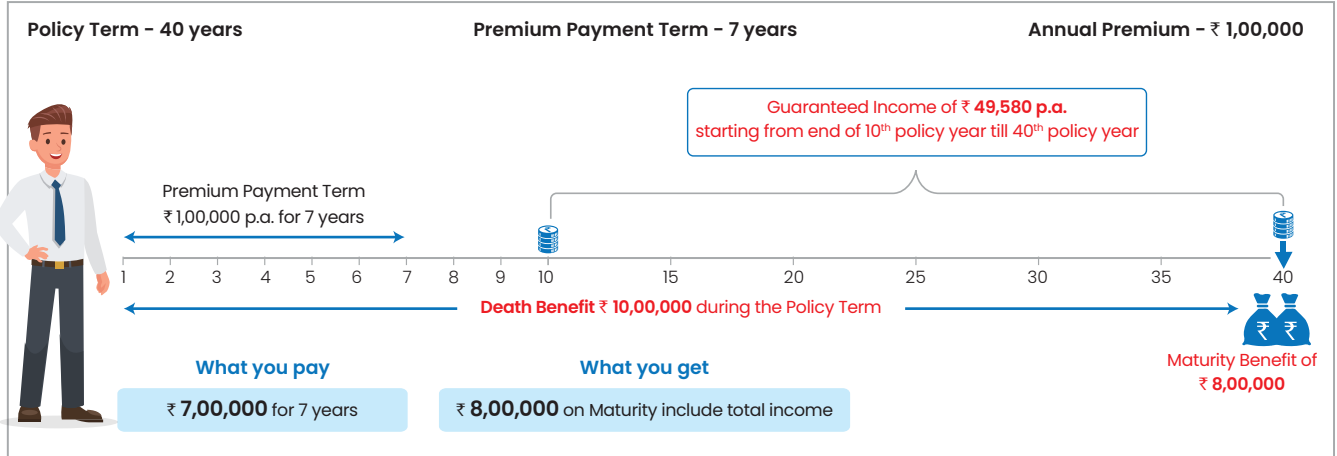 Policy Term - 40 years
Premium Payment Term - 7 years
Annual Premium - ₹ 1,00,000
Guaranteed Income of ₹ 49,580 p.a.
starting from end of 10th policy year till 40th policy year
Premium Payment Term
₹ 1,00,000 p.a. for 7 years
1 2 3 4 5 6 7 8 9 10 15 20 25 30 35 40
Death Benefit ₹ 10,00,000 during the Policy Term
₹ ₹
Maturity Benefit of
₹ 8,00,000
What you pay
₹ 7,00,000 for 7 years
What you get
₹ 8,00,000 on Maturity include total income